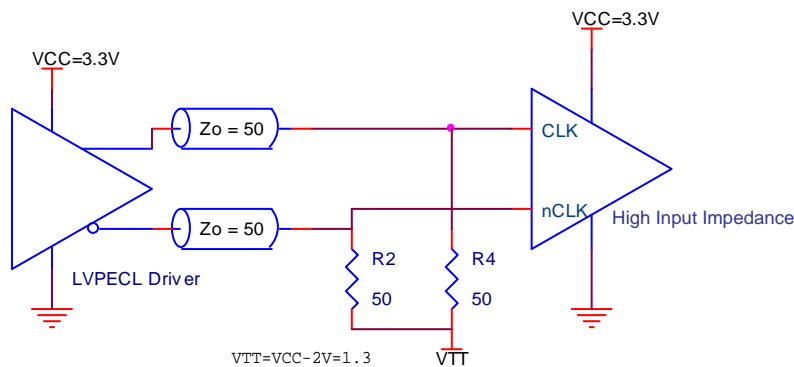 VCC=3.3V
VCC=3.3V
Zo = 50
CLK
Zo = 50
nCLK
High Input Impedance
R2
R4
LVPECL Driver
50
50
VTT=VCC-2V=1.3
VTT